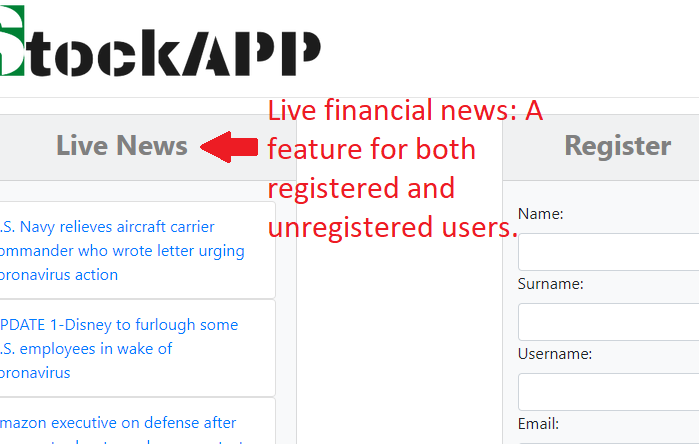 StockAPP
Live financial news: A
feature for both
registered and
unregistered users.
Live News
.S. Navy relieves aircraft carrier
ommander who wrote letter urging
oronavirus action
PDATE 1-Disney to furlough some
.S. employees in wake of
oronavirus
mazon executive on defense after
Register
Name:
Surname:
Username:
Email: